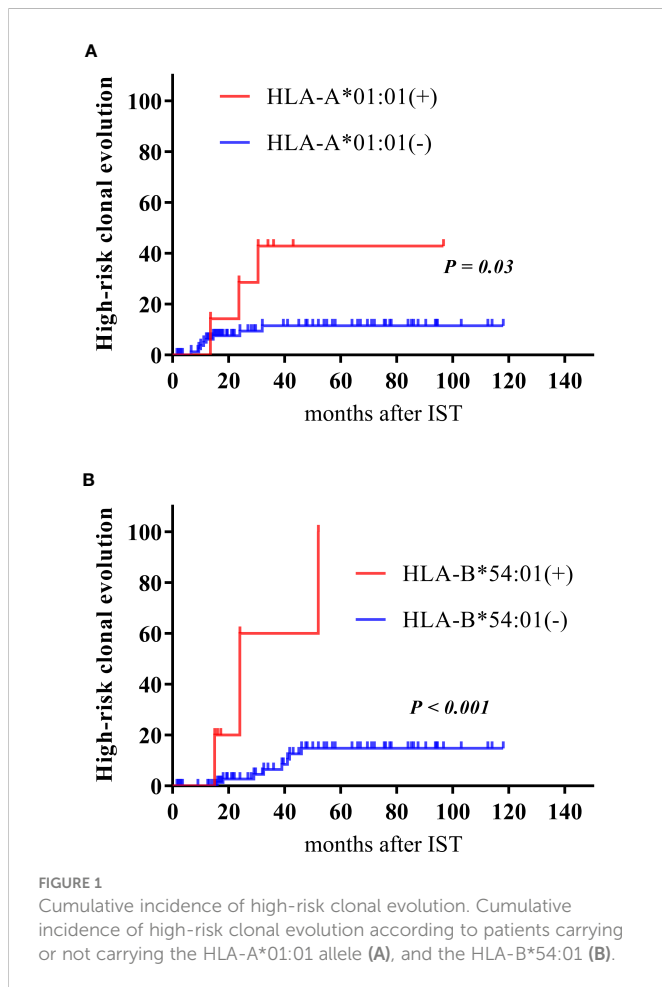 A
High-risk clonal evolution
100
80
60
40
20
0
HLA-A*01:01(+)
HLA-A*01:01(-)
P = 0.03
0 20 40 60 80 100 120 140
months after IST
B
High-risk clonal evolution
100
80
60
40
20
0
HLA-B*54:01(+)
HLA-B*54:01(-)
P < 0.001
0 20 40 60 80 100 120 140
months after IST
FIGURE 1
Cumulative incidence of high-risk clonal evolution. Cumulative
incidence of high-risk clonal evolution according to patients carrying
or not carrying the HLA-A*01:01 allele (A), and the HLA-B*54:01 (B).